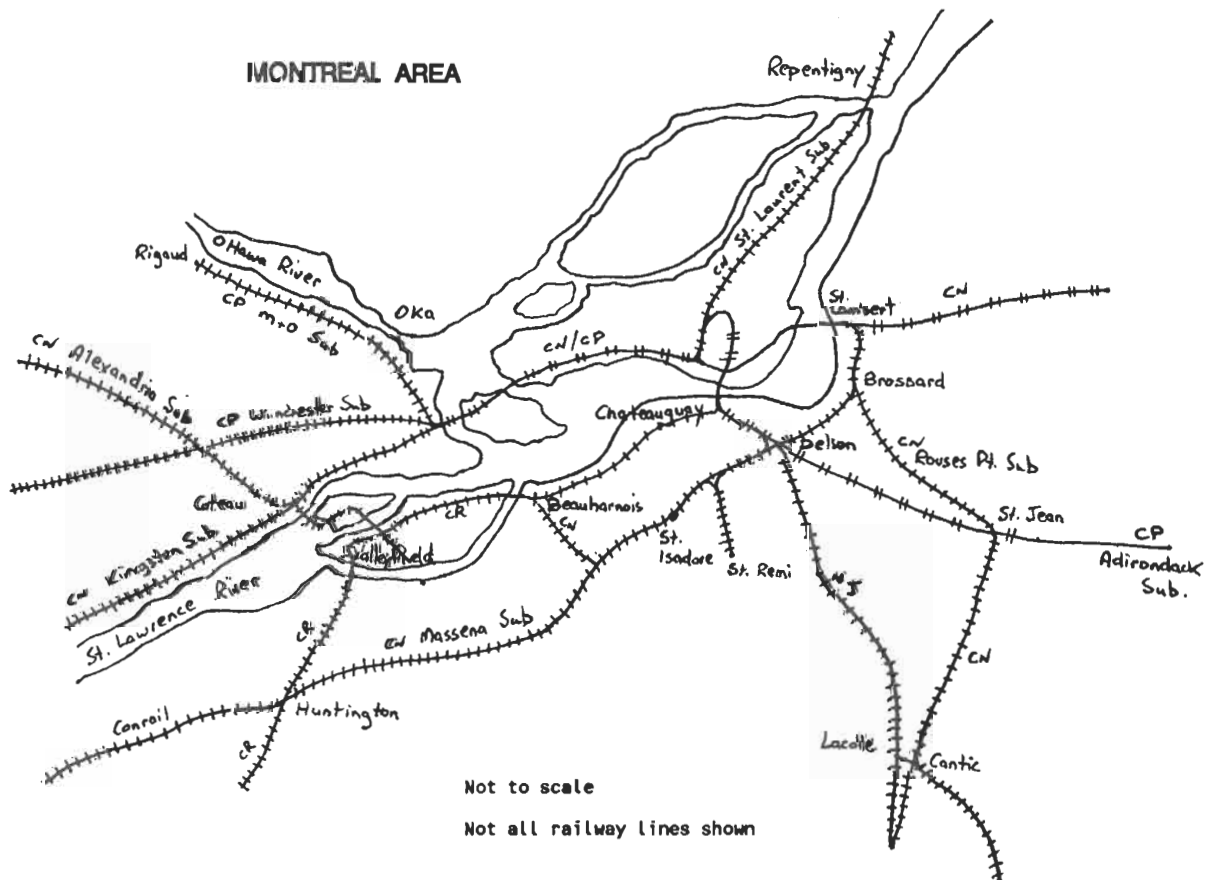 MONTREAL AREA
Repentigny
CN St. Laurent Sub
Ottawa River
Rigaud
CP M+O Sub
OKa
CN Alexandria Sub
CN/CP
St. Lambert
CN
CP Winchester Sub
Chateauguay
Brossard
Delson
CN
Rouses Pt. Sub
Coteau
CR
Beauharnois
CN
St. Jean
CP
Adirondack
Sub.
CN Kingston Sub
Valleyfield
St.
Isadore
St. Remi
St. Lawrence River
NJ
CR
CN Massena Sub
CN
Conrail
Huntington
CR
Lacolle
Cantic
Not to scale
Not all railway lines shown